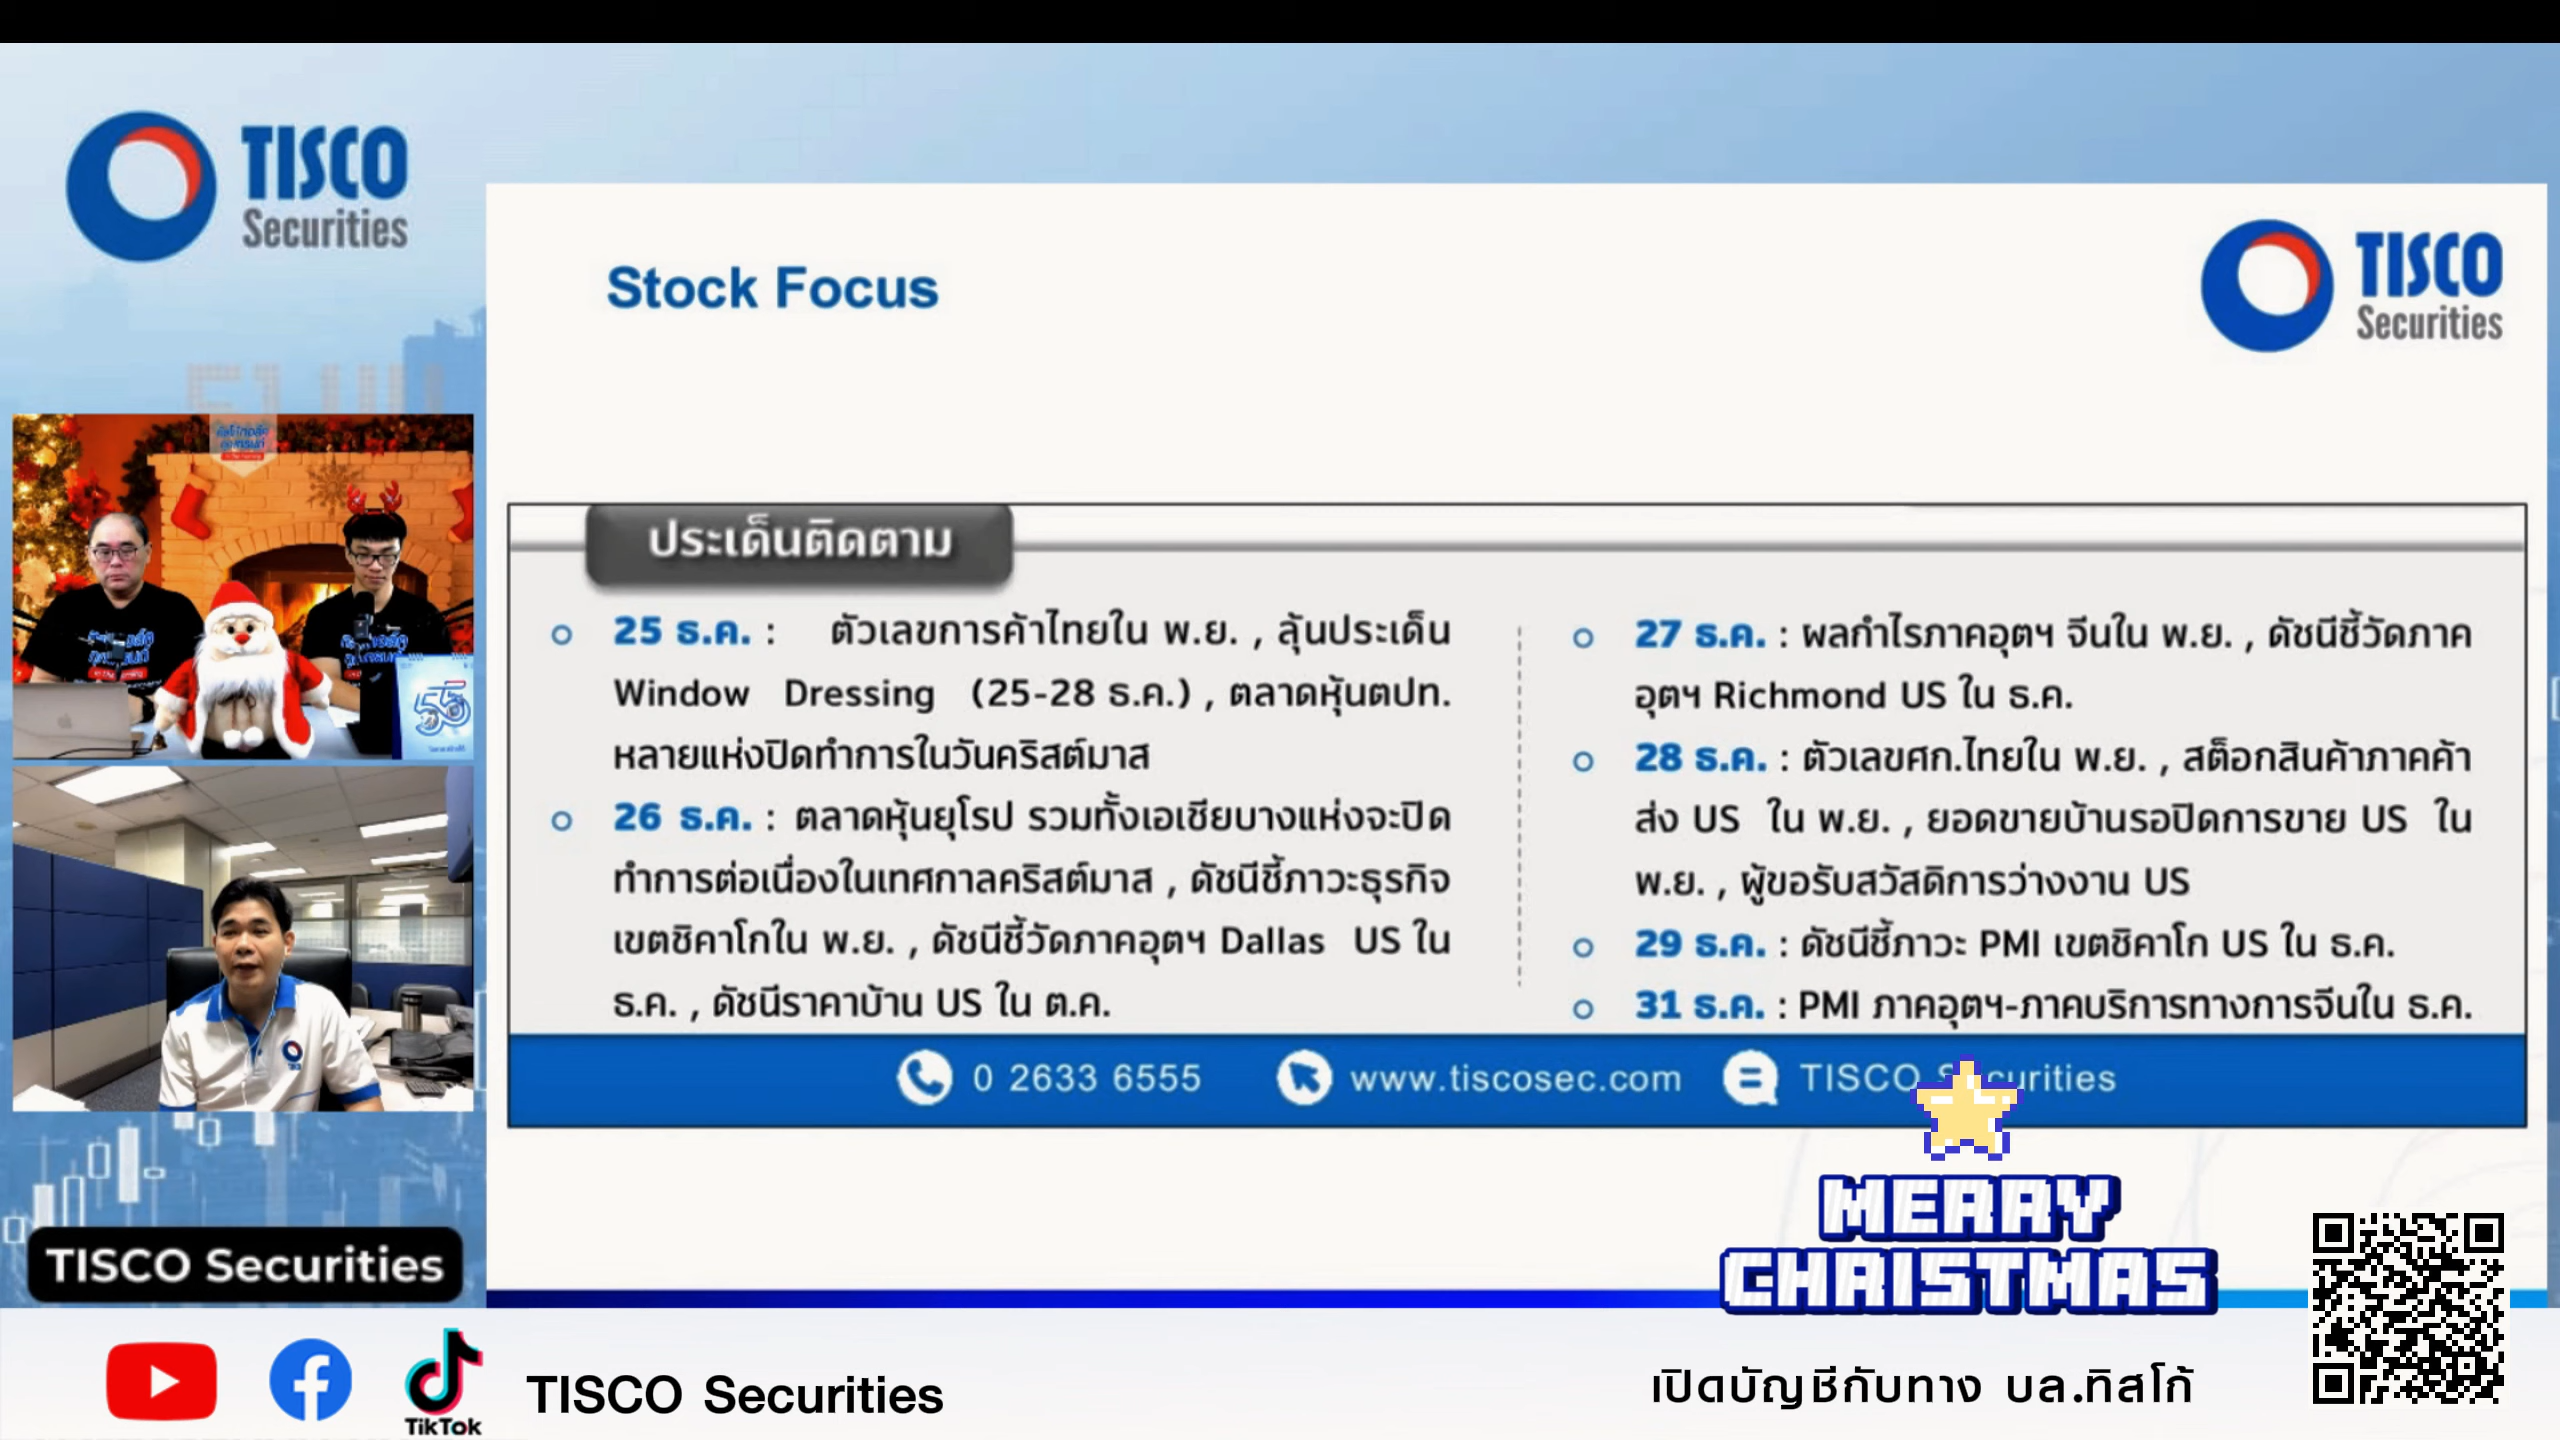 TISCO
Securities
Stock Focus
TISCO
Securities
ประเด็นติดตาม
25 ธ.ค. : ตัวเลขการค้าไทยใน พ.ย. , ลุ้นประเด็น
Window Dressing (25-28 ธ.ค.) , ตลาดหุ้นตปท.
หลายแห่งปิดทำการในวันคริสต์มาส
26 ธ.ค. : ตลาดหุ้นยุโรป รวมทั้งเอเชียบางแห่งจะปิด
ทำการต่อเนื่องในเทศกาลคริสต์มาส , ดัชนีชี้ภาวะธุรกิจ
เขตชิคาโกใน พ.ย. , ดัชนีชี้วัดภาคอุตฯ Dallas US ใน
ธ.ค. , ดัชนีราคาบ้าน US ใน ต.ค.
27 ธ.ค. : ผลกำไรภาคอุตฯ จีนใน พ.ย. , ดัชนีชี้วัดภาค
อุตฯ Richmond US ใน ธ.ค.
28 ธ.ค. : ตัวเลขศก.ไทยใน พ.ย. , สต็อกสินค้าภาคค้า
ส่ง US ใน พ.ย. , ยอดขายบ้านรอปิดการขาย US ใน
พ.ย. , ผู้ขอรับสวัสดิการว่างงาน US
29 ธ.ค. : ดัชนีชี้ภาวะ PMI เขตชิคาโก US ใน ธ.ค.
31 ธ.ค. : PMI ภาคอุตฯ-ภาคบริการทางการจีนใน ธ.ค.
0 2633 6555 www.tiscosec.com TISCO Securities
55
MERRY
CHRISTMAS
TISCO Securities
TikTok
TISCO Securities
เปิดบัญชีกับทาง บล.ทิสโก้